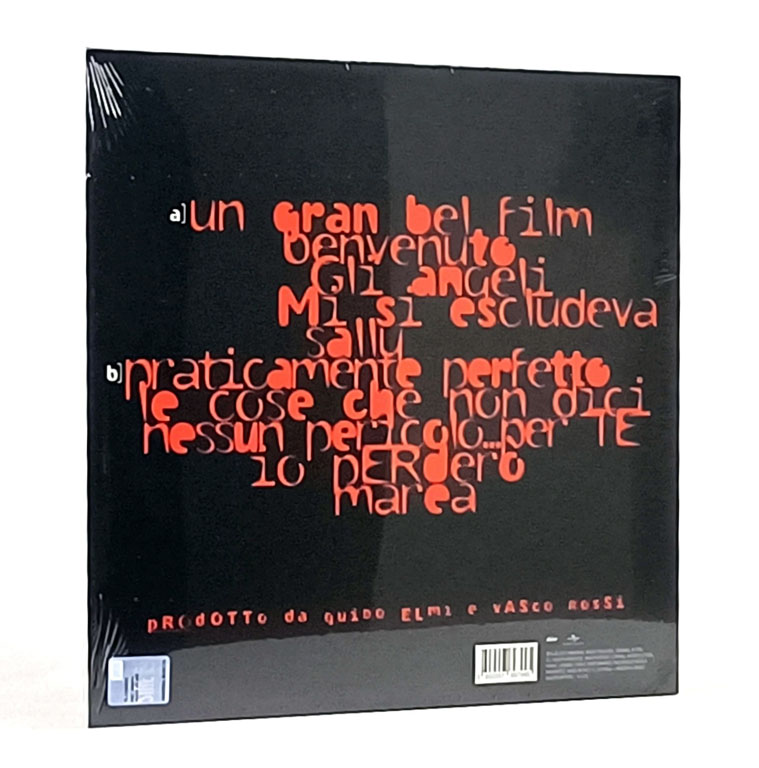 a] un gran bel film
benvenuto
Gli angeli
Mi si escludeva
sally
b] praticamente perfetto
le cose che non dici
nessun pericolo...per TE
io pERdERò
marea
pRodOTTo da guido ELmi e vASco RosSi